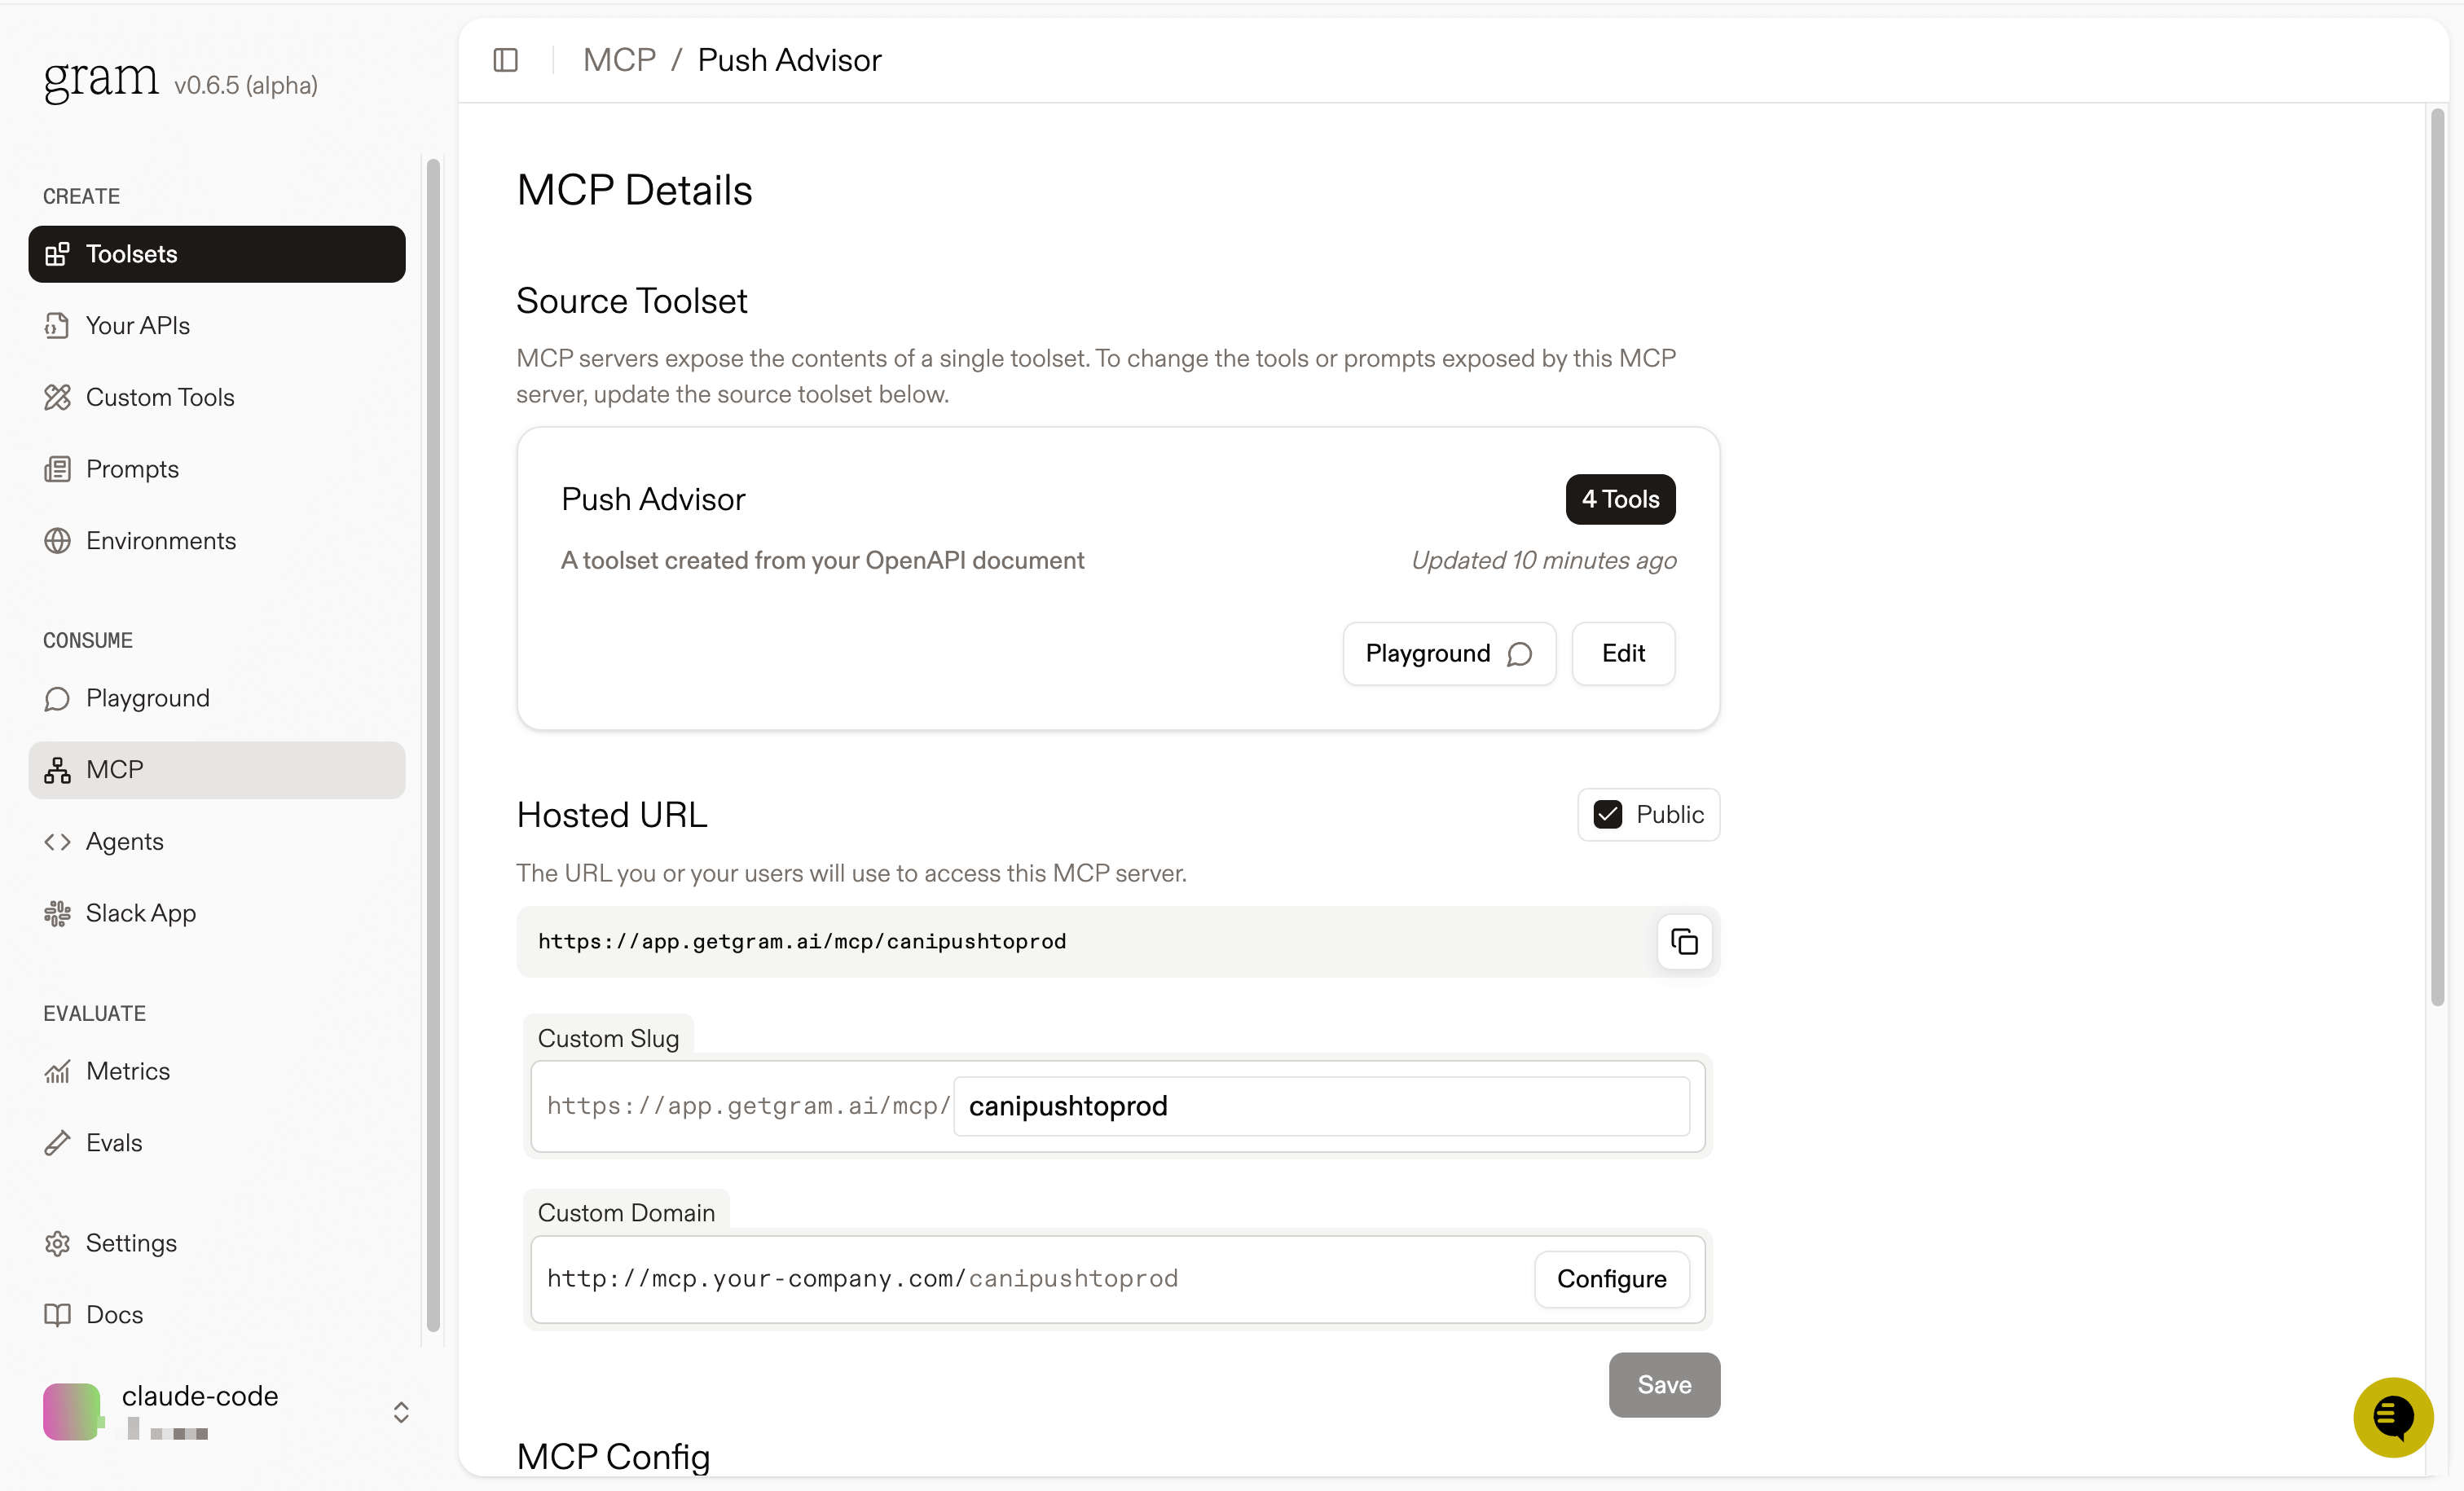 gram v0.6.5 (alpha)
CREATE
Toolsets
Your APIs
Custom Tools
Prompts
Environments
CONSUME
Playground
MCP
Agents
Slack App
EVALUATE
Metrics
Evals
Settings
Docs
claude-code
MCP / Push Advisor
MCP Details
Source Toolset
MCP servers expose the contents of a single toolset. To change the tools or prompts exposed by this MCP
server, update the source toolset below.
Push Advisor
4 Tools
A toolset created from your OpenAPI document
Updated 10 minutes ago
Playground
Edit
Hosted URL
Public
The URL you or your users will use to access this MCP server.
https://app.getgram.ai/mcp/canipushtoprod
Custom Slug
https://app.getgram.ai/mcp/ canipushtoprod
Custom Domain
http://mcp.your-company.com/canipushtoprod
Configure
Save
MCP Config